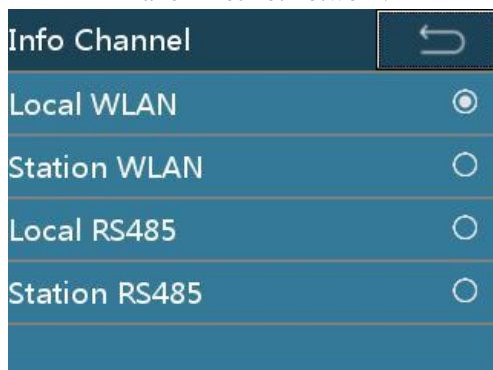 Info Channel
Local WLAN
Station WLAN
Local RS485
Station RS485